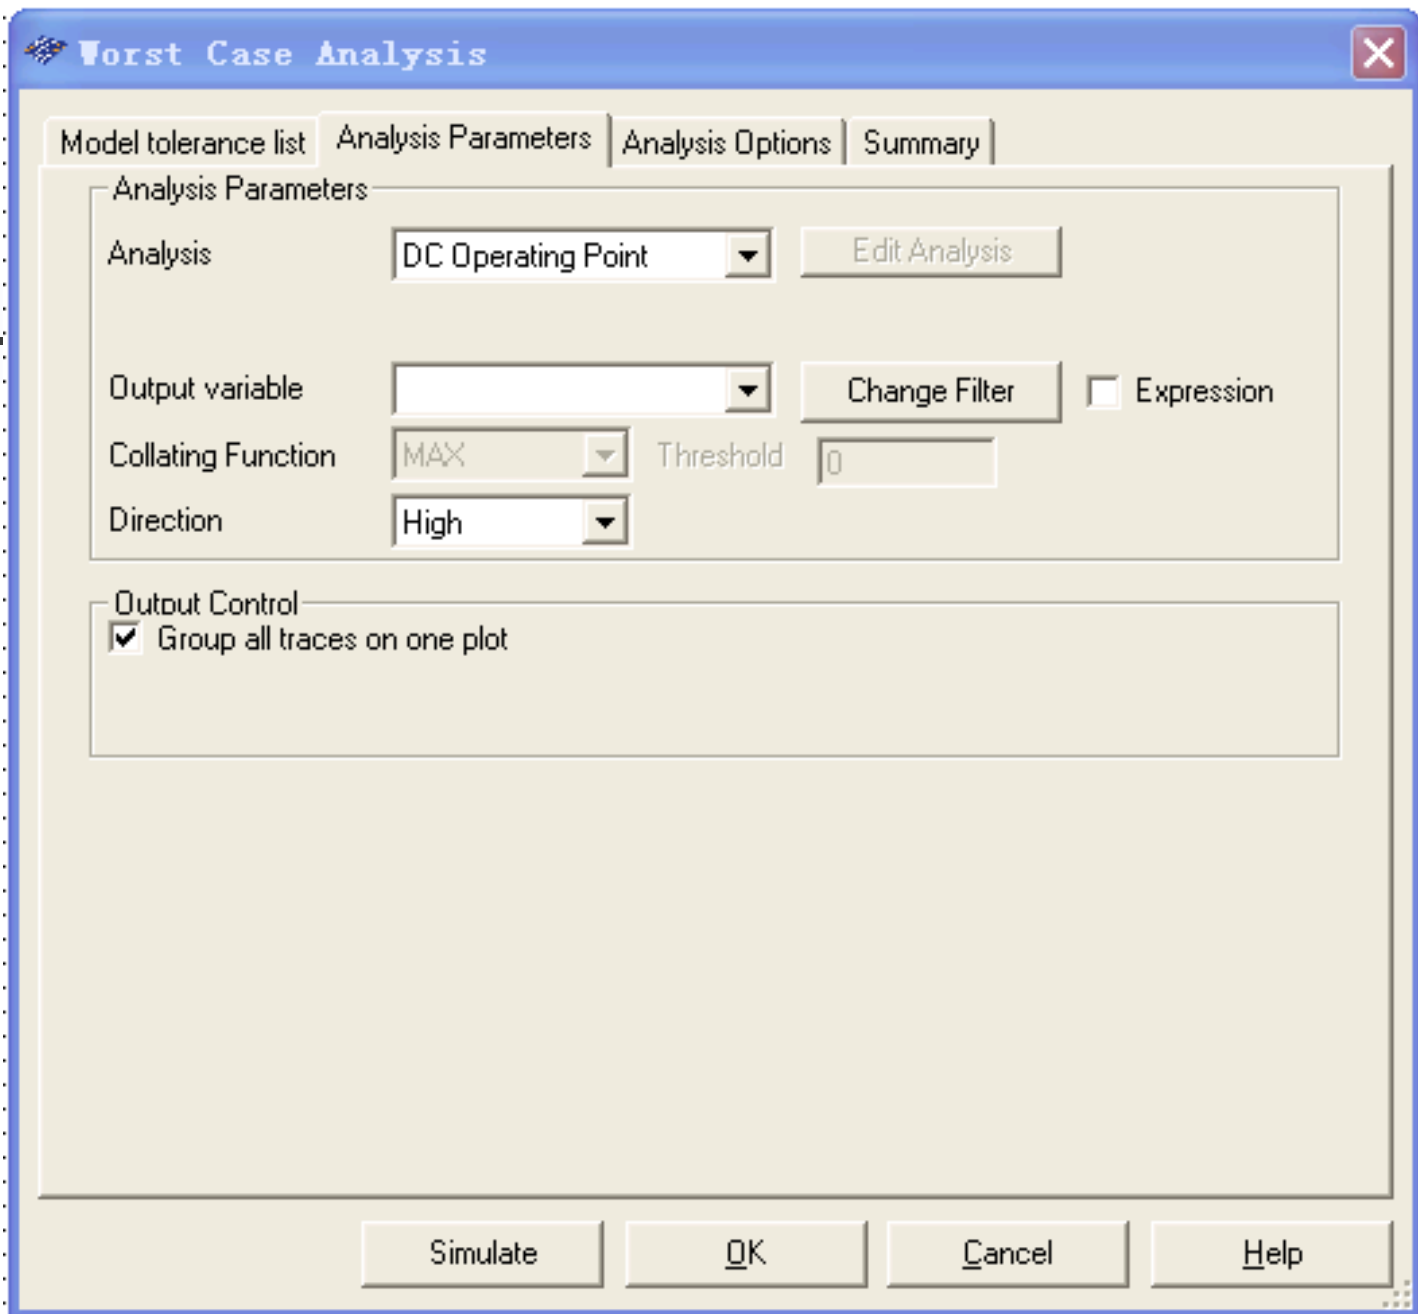 Worst Case Analysis
Model tolerance list Analysis Parameters Analysis Options Summary
Analysis Parameters
Analysis DC Operating Point Edit Analysis
Output variable Change Filter Expression
Collating Function MAX Threshold 0
Direction High
Output Control
Group all traces on one plot
Simulate OK Cancel Help